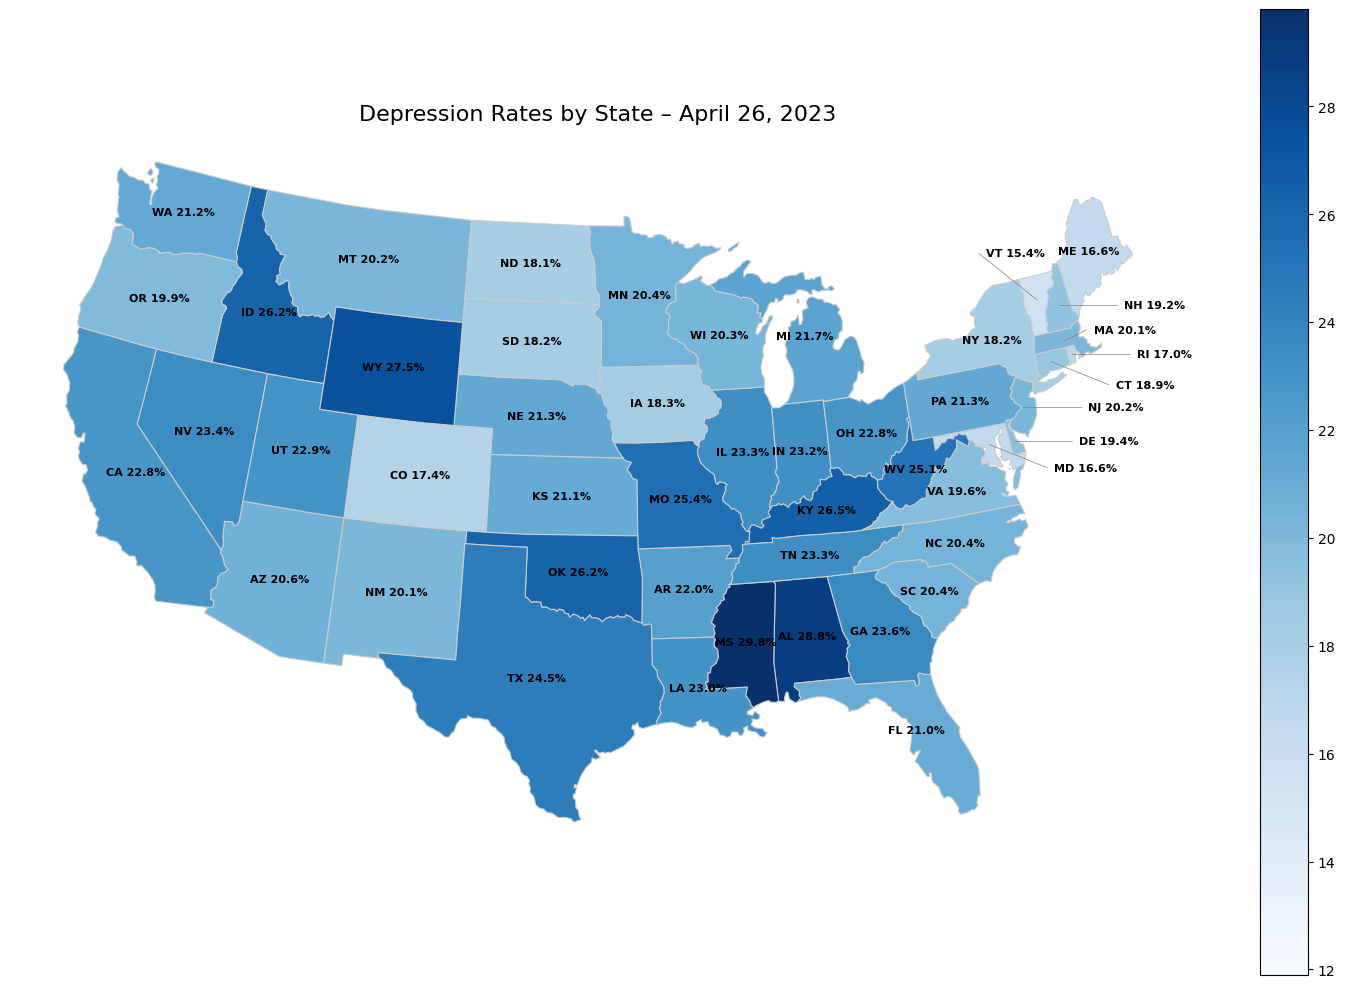 Depression Rates by State – April 26, 2023
WA 21.2%
OR 19.9%
CA 22.8%
ID 26.2%
NV 23.4%
MT 20.2%
WY 27.5%
UT 22.9%
CO 17.4%
AZ 20.6%
NM 20.1%
ND 18.1%
SD 18.2%
NE 21.3%
KS 21.1%
OK 26.2%
TX 24.5%
MN 20.4%
IA 18.3%
MO 25.4%
AR 22.0%
LA 23.0%
WI 20.3%
IL 23.3%
MI 21.7%
IN 23.2%
OH 22.8%
KY 26.5%
TN 23.3%
MS 29.8%
AL 28.8%
GA 23.6%
FL 21.0%
SC 20.4%
NC 20.4%
VA 19.6%
WV 25.1%
PA 21.3%
NY 18.2%
VT 15.4%
ME 16.6%
NH 19.2%
MA 20.1%
RI 17.0%
CT 18.9%
NJ 20.2%
DE 19.4%
MD 16.6%
28
26
24
22
20
18
16
14
12